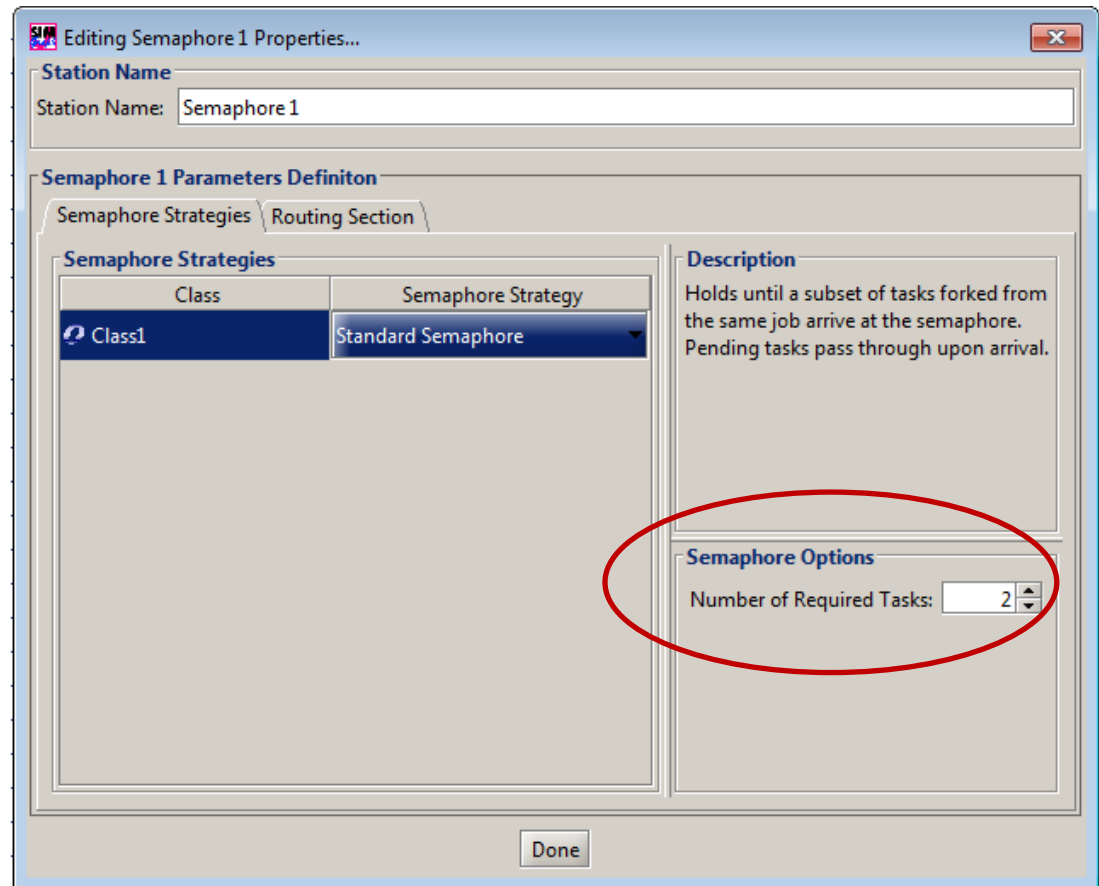 Editing Semaphore 1 Properties...
Station Name
Station Name: Semaphore 1
Semaphore 1 Parameters Definiton
Semaphore Strategies Routing Section
Semaphore Strategies
Class Semaphore Strategy
Class1 Standard Semaphore
Description
Holds until a subset of tasks forked from
the same job arrive at the semaphore.
Pending tasks pass through upon arrival.
Semaphore Options
Number of Required Tasks: 2
Done